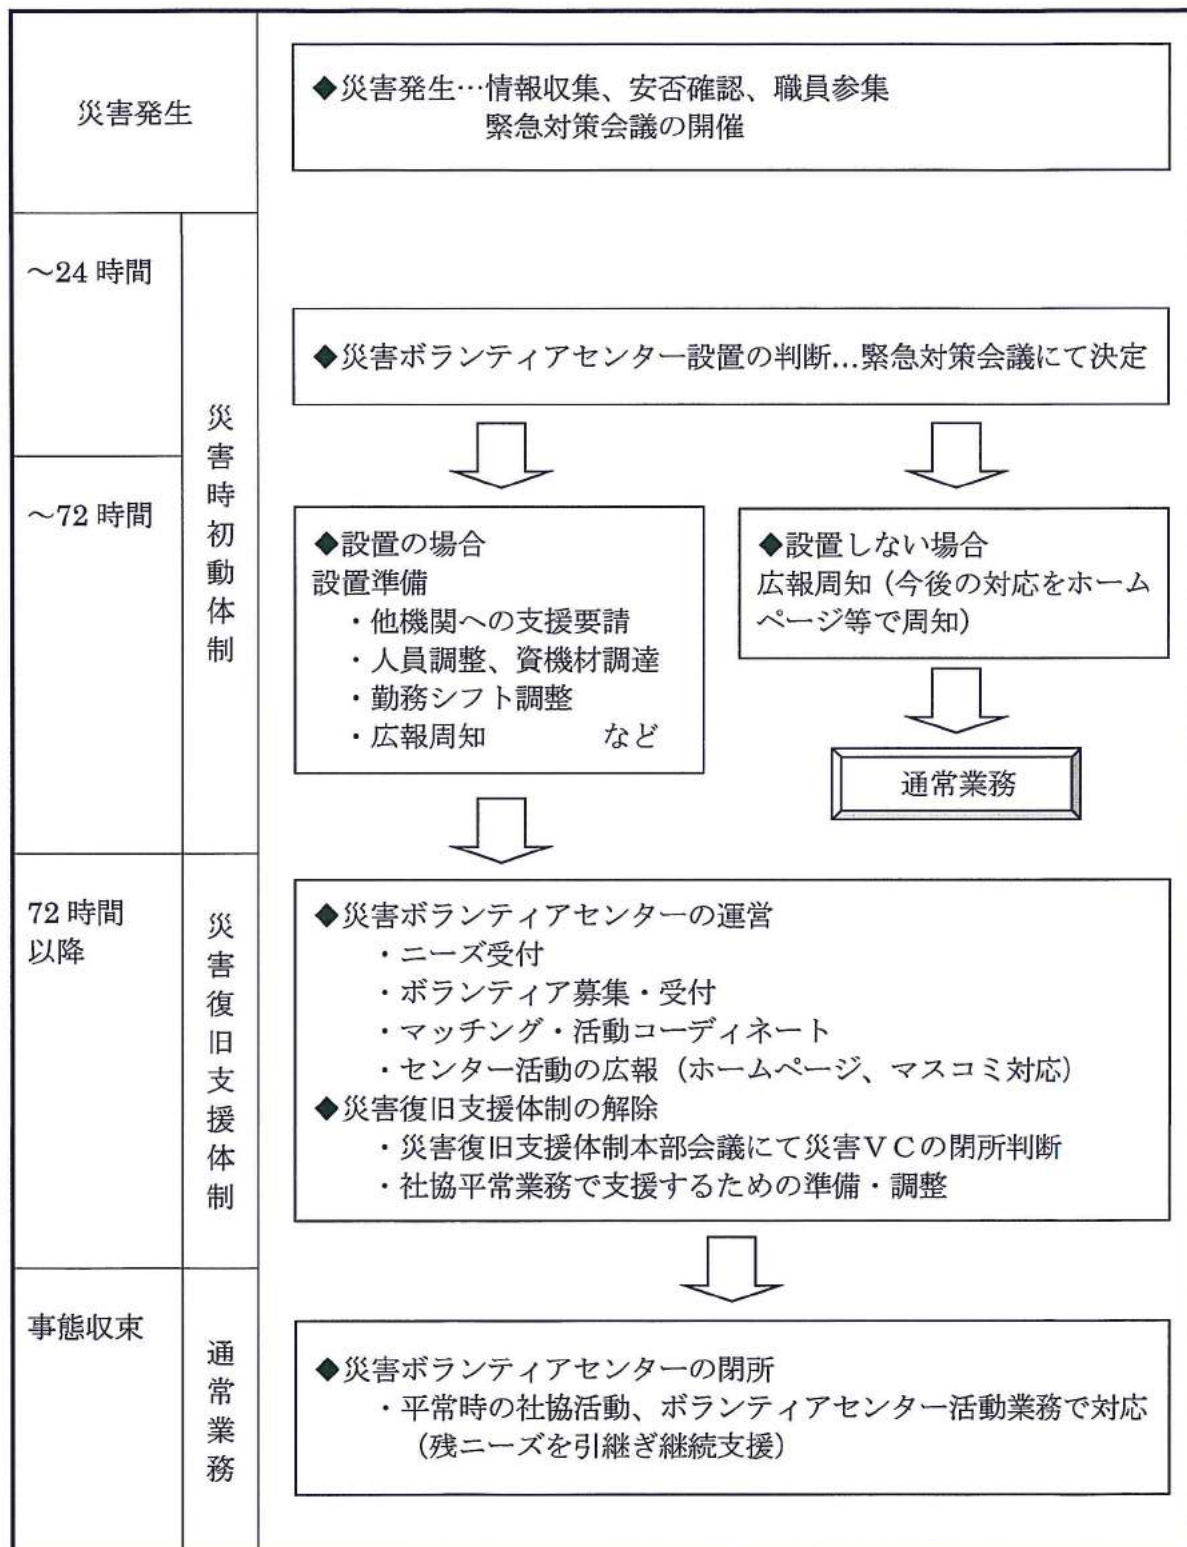 災害発生
◆災害発生…情報収集、安否確認、職員参集
緊急対策会議の開催
~24時間
災害時初動体制
◆災害ボランティアセンター設置の判断...緊急対策会議にて決定
~72時間
◆設置の場合
設置準備
・他機関への支援要請
・人員調整、資機材調達
・勤務シフト調整
・広報周知 など
◆設置しない場合
広報周知(今後の対応をホーム
ページ等で周知)
通常業務
72時間
以降
災害復旧支援体制
◆災害ボランティアセンターの運営
・ニーズ受付
・ボランティア募集・受付
・マッチング・活動コーディネート
・センター活動の広報(ホームページ、マスコミ対応)
◆災害復旧支援体制の解除
・災害復旧支援体制本部会議にて災害VCの閉所判断
・社協平常業務で支援するための準備・調整
事態収束
通常業務
◆災害ボランティアセンターの閉所
・平常時の社協活動、ボランティアセンター活動業務で対応
(残ニーズを引継ぎ継続支援)